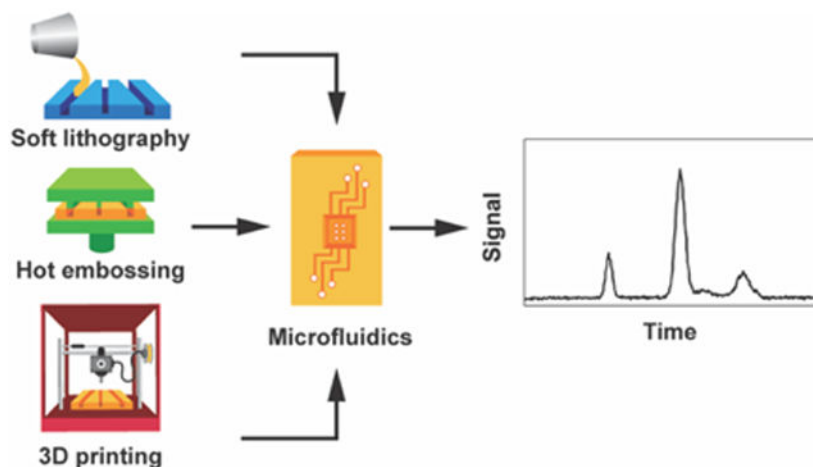 Soft lithography
Hot embossing
3D printing
Microfluidics
Signal
Time